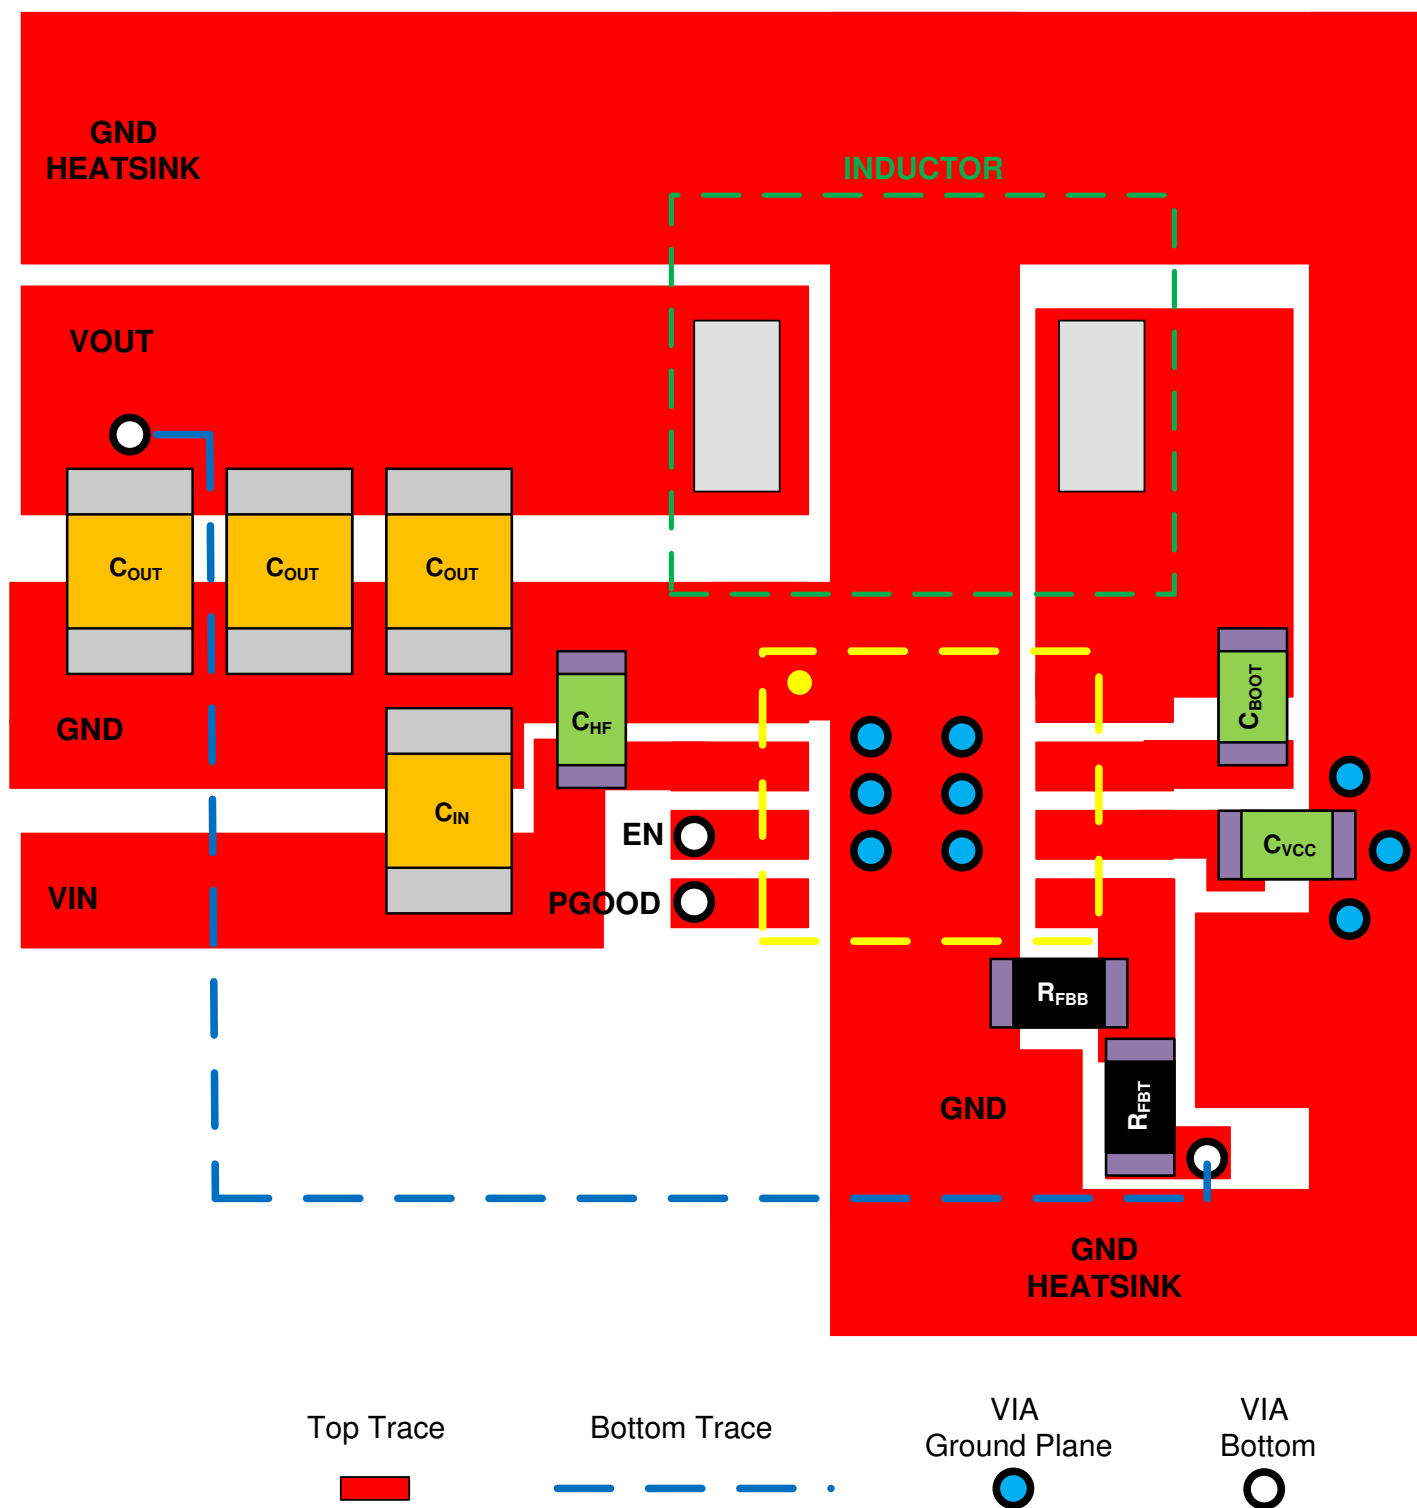 GND
HEATSINK
INDUCTOR
VOUT
COUT
COUT
COUT
CBOOT
CHF
GND
CIN
EN
CVCC
VIN
PGOOD
RFBB
RFBT
GND
GND
HEATSINK
Top Trace
Bottom Trace
VIA
Ground Plane
VIA
Bottom